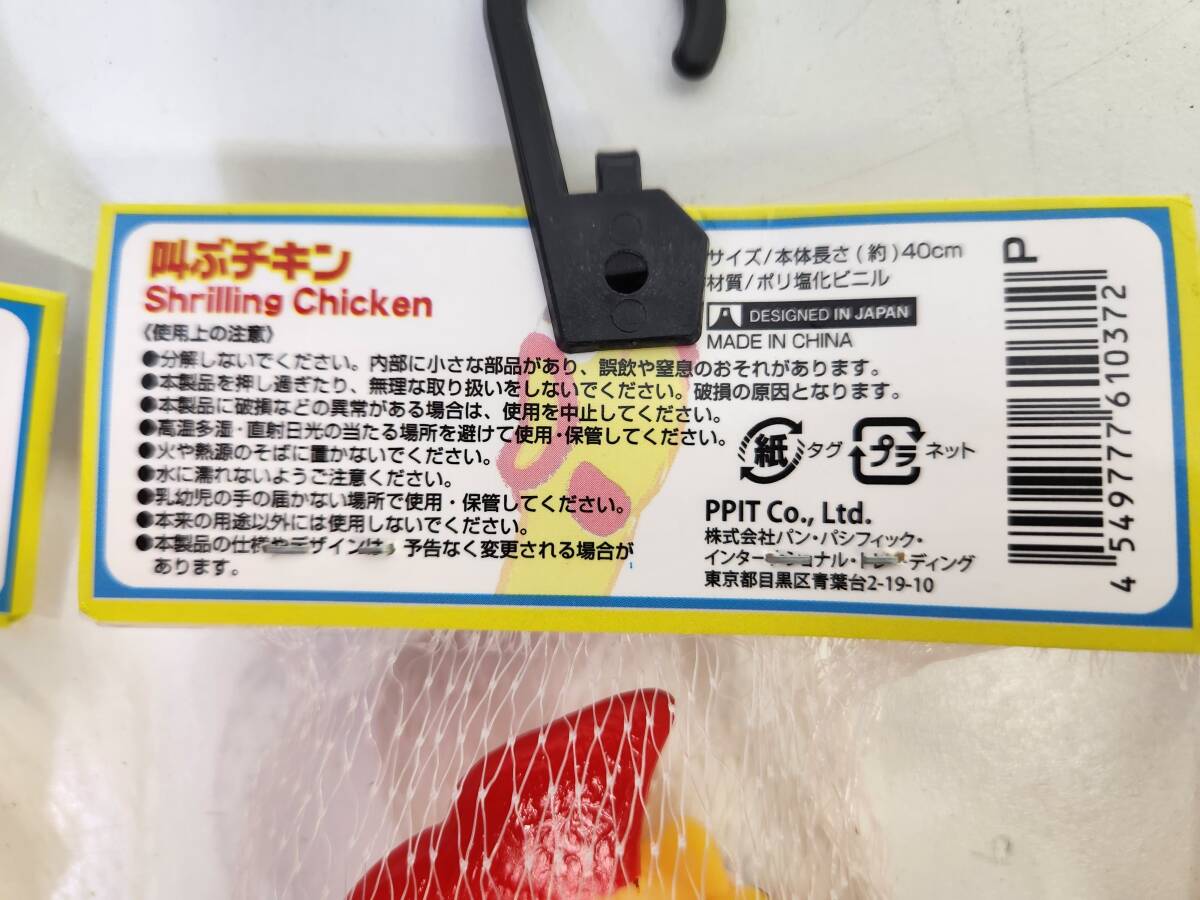 叫ぶチキン
Shrilling Chicken
《使用上の注意》
●分解しないでください。内部に小さな部品があり、誤飲や窒息のおそれがあります。
●本製品を押し過ぎたり、無理な取り扱いをしないでください。破損の原因となります。
●本製品に破損などの異常がある場合は、使用を中止してください。
●高温多湿・直射日光の当たる場所を避けて使用・保管してください。
●火や熱源のそばに置かないでください。
●水に濡れないようご注意ください。
●乳幼児の手の届かない場所で使用・保管してください。
●本来の用途以外には使用しないでください。
●本製品の仕様やデザインは、予告なく変更される場合が
あります。
サイズ/本体長さ(約)40cm
材質/ポリ塩化ビニル
DESIGNED IN JAPAN
MADE IN CHINA
紙 タグ プラ ネット
PPIT Co., Ltd.
株式会社パン・パシフィック・
インターナショナル・トレーディング
東京都目黒区青葉台2-19-10
P
4549777610372